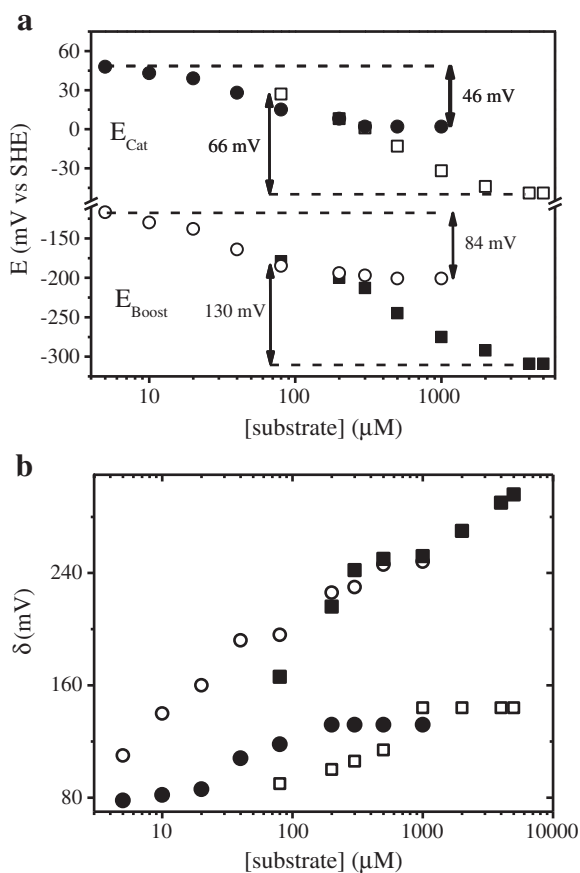 a
60
30
0
-30
E_Cat
66 mV
46 mV
E (mV vs SHE)
-150
-200
-250
-300
E_Boost
130 mV
84 mV
10
100
1000
[substrate] (μM)
b
240
160
80
δ (mV)
10
100
1000
10000
[substrate] (μM)